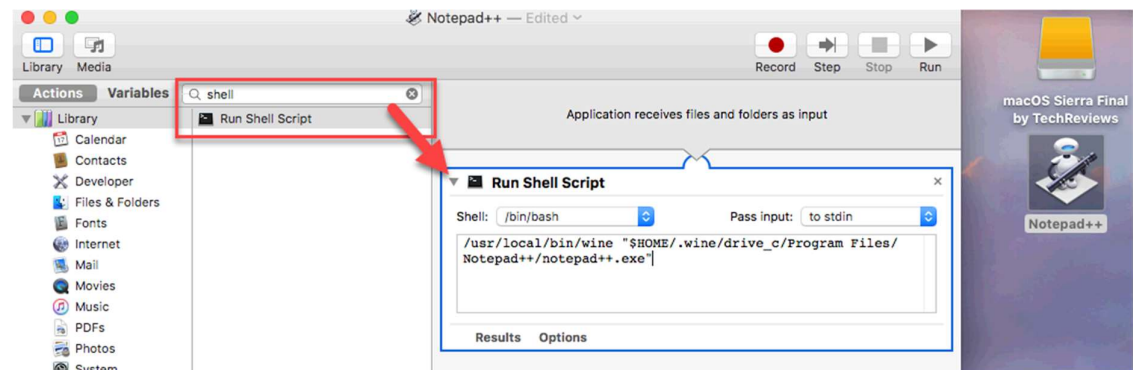 Notepad++ — Edited
Library Media
Record Step Stop Run
Actions Variables
shell
Library
Calendar
Contacts
Developer
Files & Folders
Fonts
Internet
Mail
Movies
Music
PDFs
Photos
System
Run Shell Script
Application receives files and folders as input
Run Shell Script
Shell: /bin/bash
Pass input: to stdin
/usr/local/bin/wine "$HOME/.wine/drive_c/Program Files/
Notepad++/notepad++.exe"
Results Options
macOS Sierra Final
by TechReviews
Notepad++